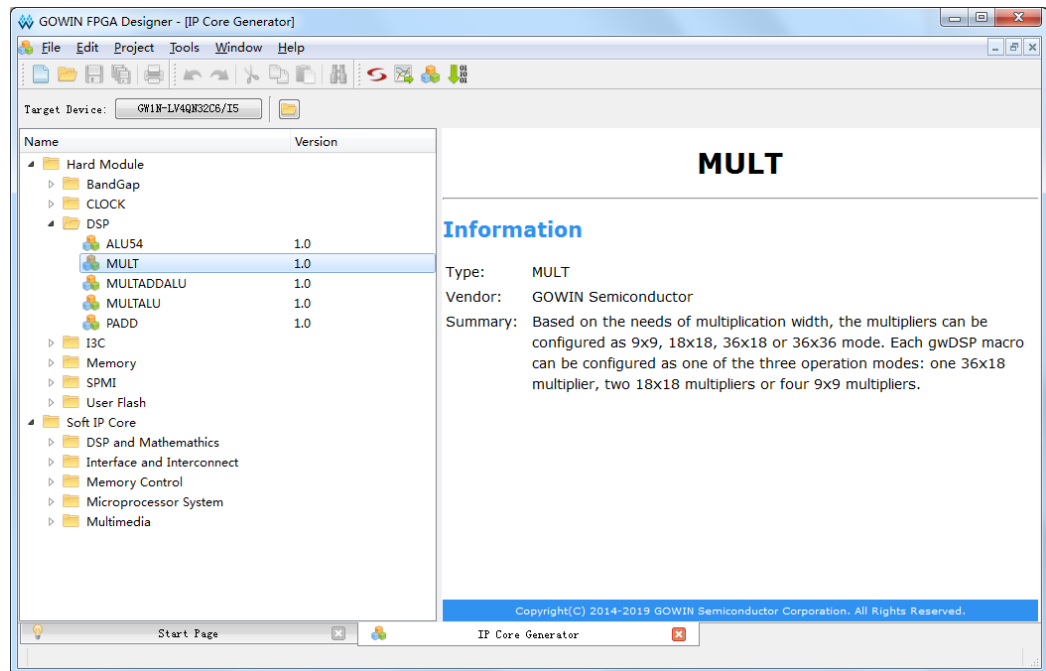 GOWIN FPGA Designer - [IP Core Generator]
File Edit Project Tools Window Help
Target Device: GW1N-LV4QN32C6/I5
Name Version
Hard Module
BandGap
CLOCK
DSP
ALU54 1.0
MULT 1.0
MULTADDALU 1.0
MULTALU 1.0
PADD 1.0
I3C
Memory
SPMI
User Flash
Soft IP Core
DSP and Mathemathics
Interface and Interconnect
Memory Control
Microprocessor System
Multimedia
MULT
Information
Type: MULT
Vendor: GOWIN Semiconductor
Summary: Based on the needs of multiplication width, the multipliers can be
configured as 9x9, 18x18, 36x18 or 36x36 mode. Each gwDSP macro
can be configured as one of the three operation modes: one 36x18
multiplier, two 18x18 multipliers or four 9x9 multipliers.
Copyright(C) 2014-2019 GOWIN Semiconductor Corporation. All Rights Reserved.
Start Page IP Core Generator